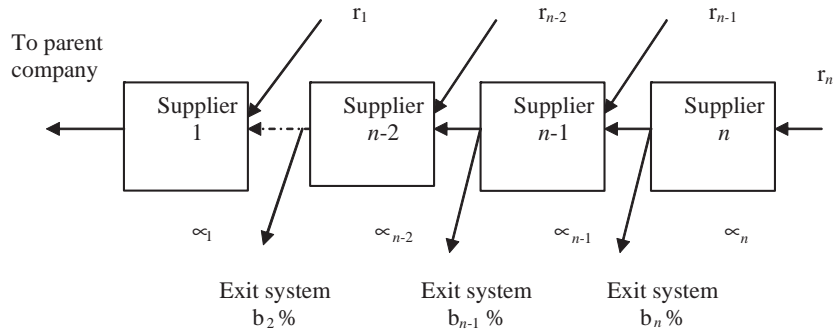 r1
rn-2
rn-1
To parent
company
rn
Supplier
1
Supplier
n-2
Supplier
n-1
Supplier
n
∝1
∝n-2
∝n-1
∝n
Exit system
b2 %
Exit system
bn-1 %
Exit system
bn %